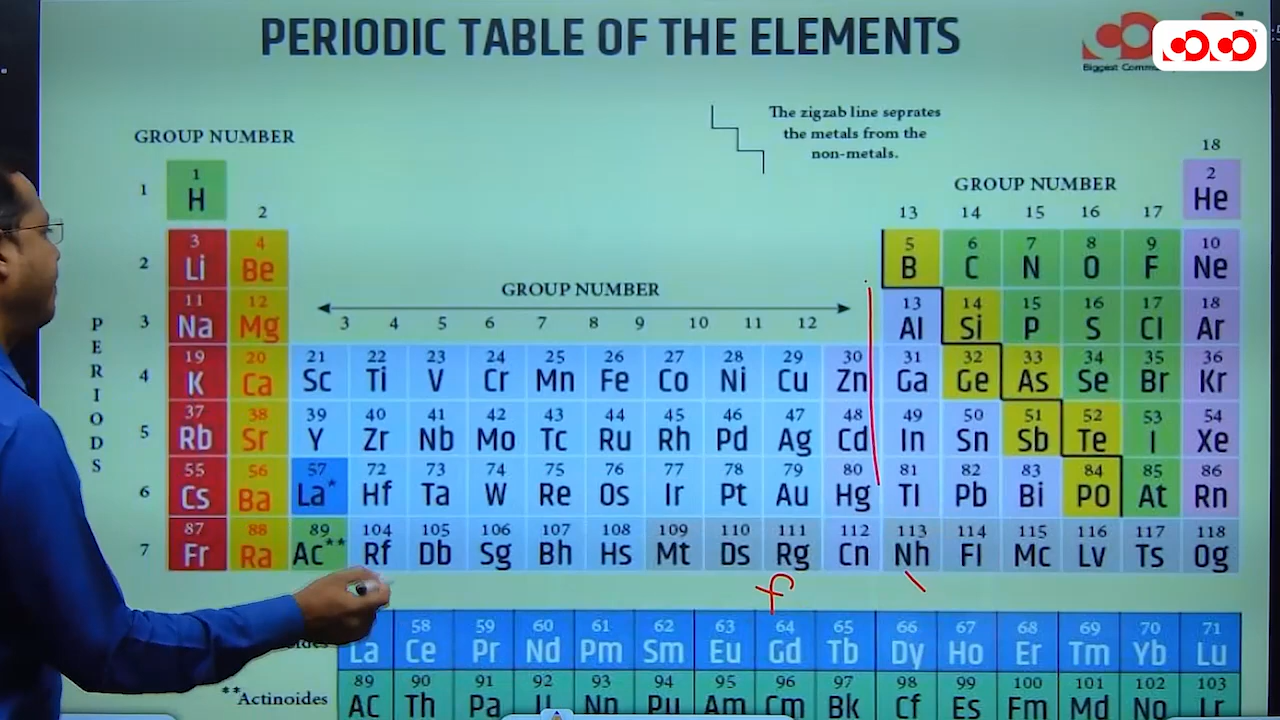 PERIODIC TABLE OF THE ELEMENTS
Biggest Comm
The zigzab line seprates
the metals from the
non-metals.
GROUP NUMBER
18
1 1 H 2 He
GROUP NUMBER
2 13 14 15 16 17
2 3 Li 4 Be 5 B 6 C 7 N 8 O 9 F 10 Ne
GROUP NUMBER
3 11 Na 12 Mg 13 Al 14 Si 15 P 16 S 17 Cl 18 Ar
3 4 5 6 7 8 9 10 11 12
PERIODS
4 19 K 20 Ca 21 Sc 22 Ti 23 V 24 Cr 25 Mn 26 Fe 27 Co 28 Ni 29 Cu 30 Zn 31 Ga 32 Ge 33 As 34 Se 35 Br 36 Kr
5 37 Rb 38 Sr 39 Y 40 Zr 41 Nb 42 Mo 43 Tc 44 Ru 45 Rh 46 Pd 47 Ag 48 Cd 49 In 50 Sn 51 Sb 52 Te 53 I 54 Xe
6 55 Cs 56 Ba 57 La* 72 Hf 73 Ta 74 W 75 Re 76 Os 77 Ir 78 Pt 79 Au 80 Hg 81 Tl 82 Pb 83 Bi 84 PO 85 At 86 Rn
7 87 Fr 88 Ra 89 Ac** 104 Rf 105 Db 106 Sg 107 Bh 108 Hs 109 Mt 110 Ds 111 Rg 112 Cn 113 Nh 114 Fl 115 Mc 116 Lv 117 Ts 118 Og
f
La 58 Ce 59 Pr 60 Nd 61 Pm 62 Sm 63 Eu 64 Gd 65 Tb 66 Dy 67 Ho 68 Er 69 Tm 70 Yb 71 Lu
**Actinoides 89 AC 90 Th 91 Pa 92 U 93 Np 94 Pu 95 Am 96 Cm 97 Bk 98 Cf 99 Es 100 Fm 101 Md 102 No 103 Lr